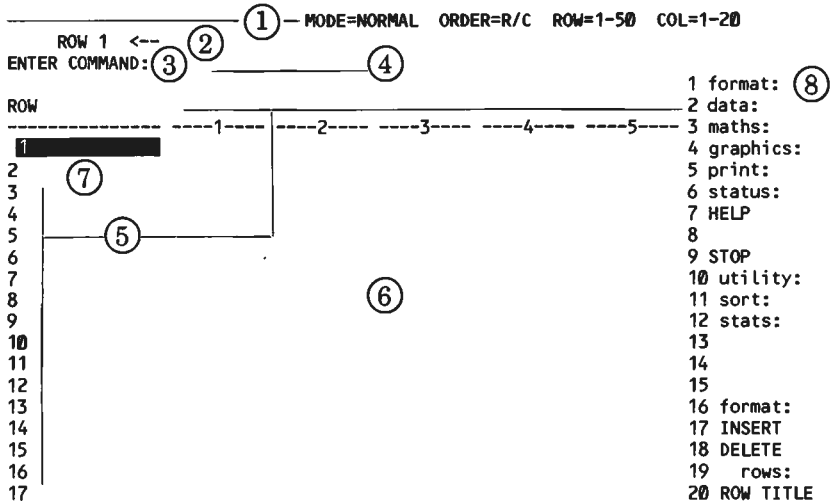 ① MODE=NORMAL ORDER=R/C ROW=1-50 COL=1-20
ROW 1 <-- ②
ENTER COMMAND: ③ ④
1 format: ⑧
ROW 2 data:
------------------ ----1---- ----2---- ----3---- ----4---- ----5---- 3 maths:
1 4 graphics:
2 ⑦ 5 print:
3 6 status:
4 7 HELP
5 ⑤ 8
6 9 STOP
7 10 utility:
8 ⑥ 11 sort:
9 12 stats:
10 13
11 14
12 15
13 16 format:
14 17 INSERT
15 18 DELETE
16 19 rows:
17 20 ROW TITLE